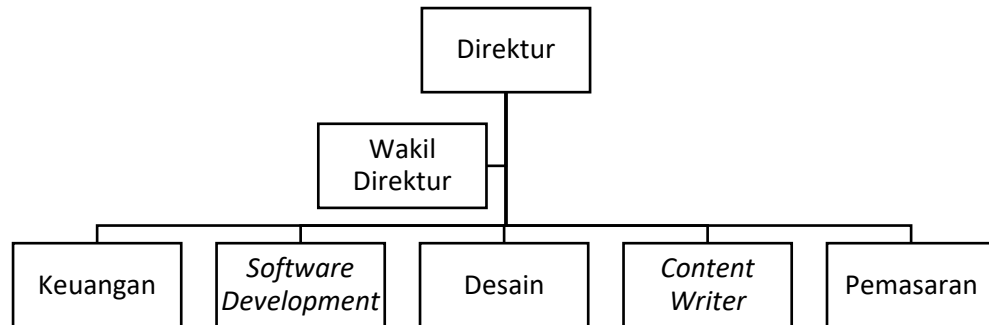 Direktur
Wakil
Direktur
Keuangan
Software
Development
Desain
Content
Writer
Pemasaran